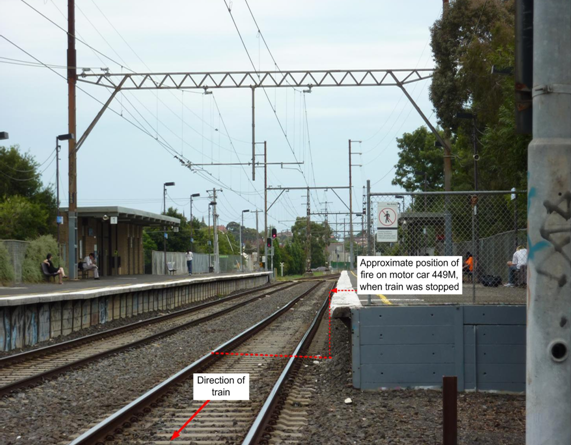 Approximate position of
fire on motor car 449M,
when train was stopped
Direction of
train